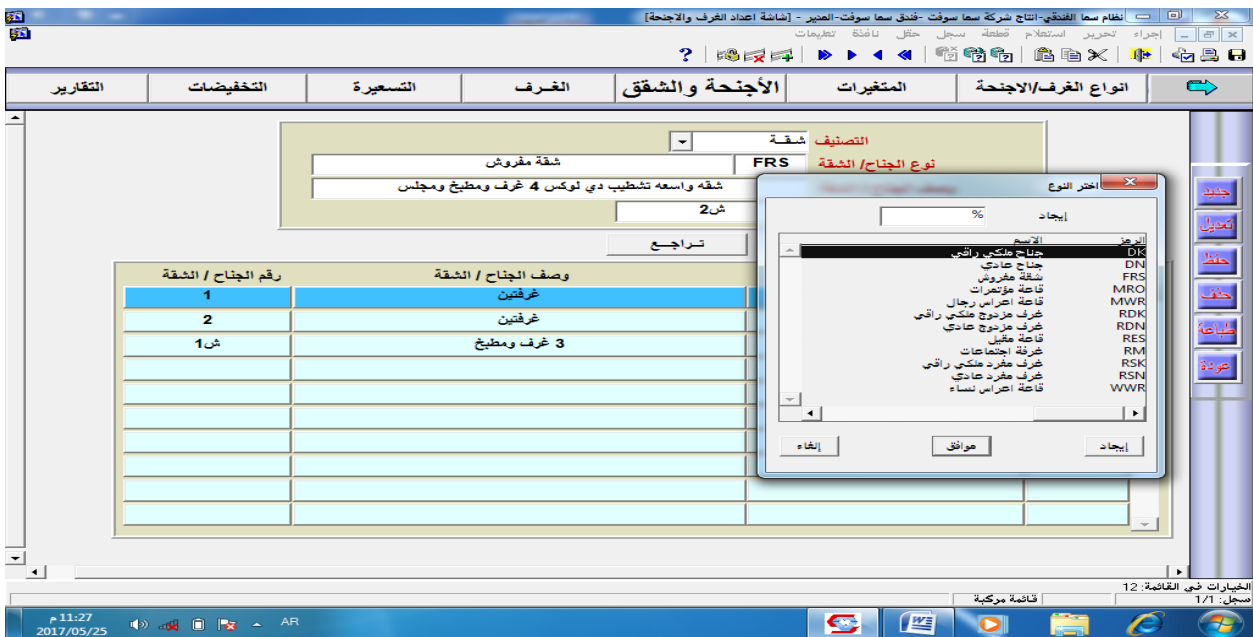 نظام سما الفندقي-انتاج شركة سما سوفت -فندق سما سوفت-المدير - [شاشة اعداد الغرف والاجنحة]
إجراء تحرير استعلام قطعة سجل حقل نافذة تعليمات
انواع الغرف/الاجنحة المتغيرات الأجنحة والشقق الغـرف التسعيرة التخفيضات التقارير
التصنيف شقـة
نوع الجناح/ الشقة FRS شقة مفروش
شقه واسعه تشطيب دي لوكس 4 غرف ومطبخ ومجلس
ش2
تـراجـع
وصف الجناح / الشقة رقم الجناح / الشقة
غرفتين 1
غرفتين 2
3 غرف ومطبخ ش1
اختر النوع
إيجاد %
الرمز الاسم
DK جناح ملكي راقي
DN جناح عادي
FRS شقة مفروش
MRO قاعة مؤتمرات
MWR قاعة اعراس رجال
RDK غرف مزدوج ملكي راقي
RDN غرف مزدوج عادي
RES قاعة مقيل
RM غرفة اجتماعات
RSK غرف مفرد ملكي راقي
RSN غرف مفرد عادي
WWR قاعة اعراس نساء
إيجاد موافق إلغاء
جديد
تعديل
حفظ
حذف
طباعة
عودة
الخيارات في القائمة: 12
سجل: 1/1 قائمة مركبة
AR
11:27 م
2017/05/25